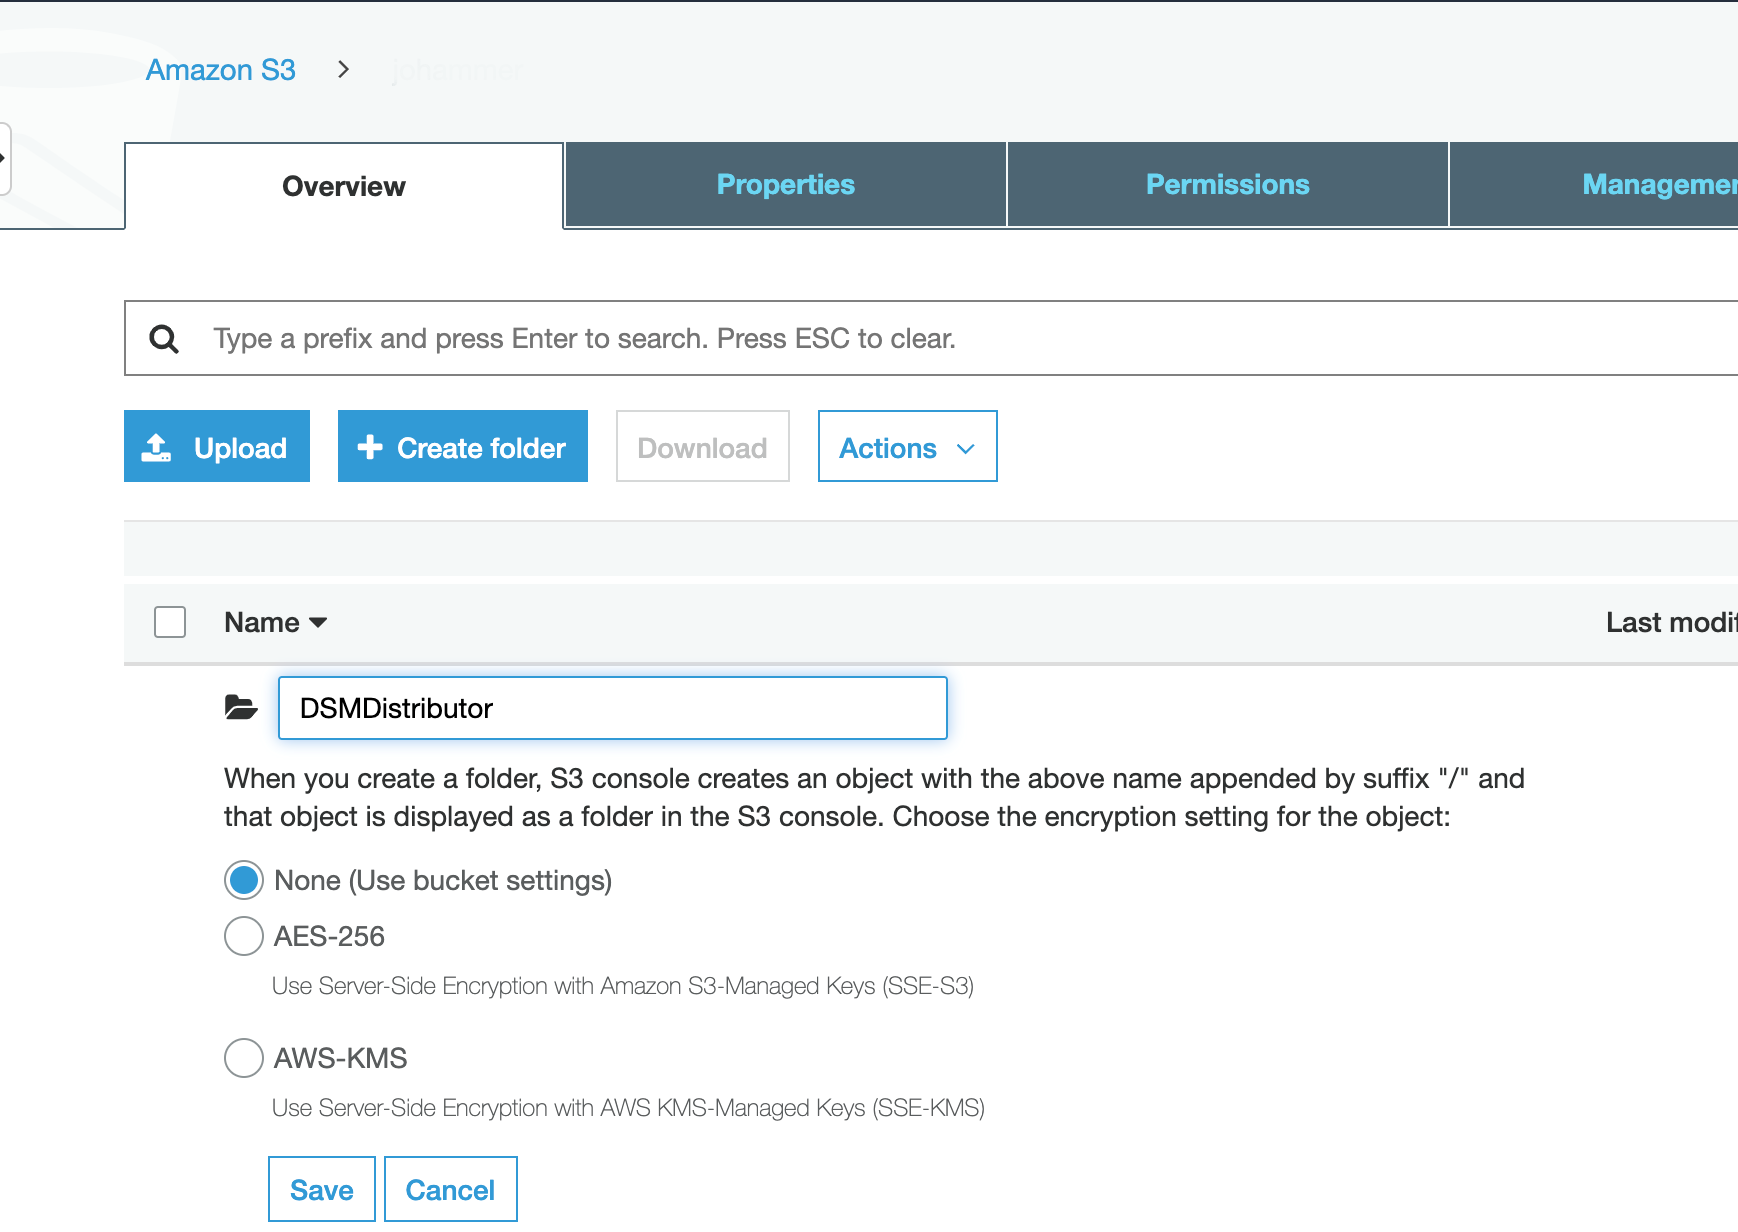 Amazon S3 > johammer
Overview Properties Permissions Managemen
Type a prefix and press Enter to search. Press ESC to clear.
Upload Create folder Download Actions
Name Last modif
DSMDistributor
When you create a folder, S3 console creates an object with the above name appended by suffix "/" and
that object is displayed as a folder in the S3 console. Choose the encryption setting for the object:
None (Use bucket settings)
AES-256
Use Server-Side Encryption with Amazon S3-Managed Keys (SSE-S3)
AWS-KMS
Use Server-Side Encryption with AWS KMS-Managed Keys (SSE-KMS)
Save Cancel